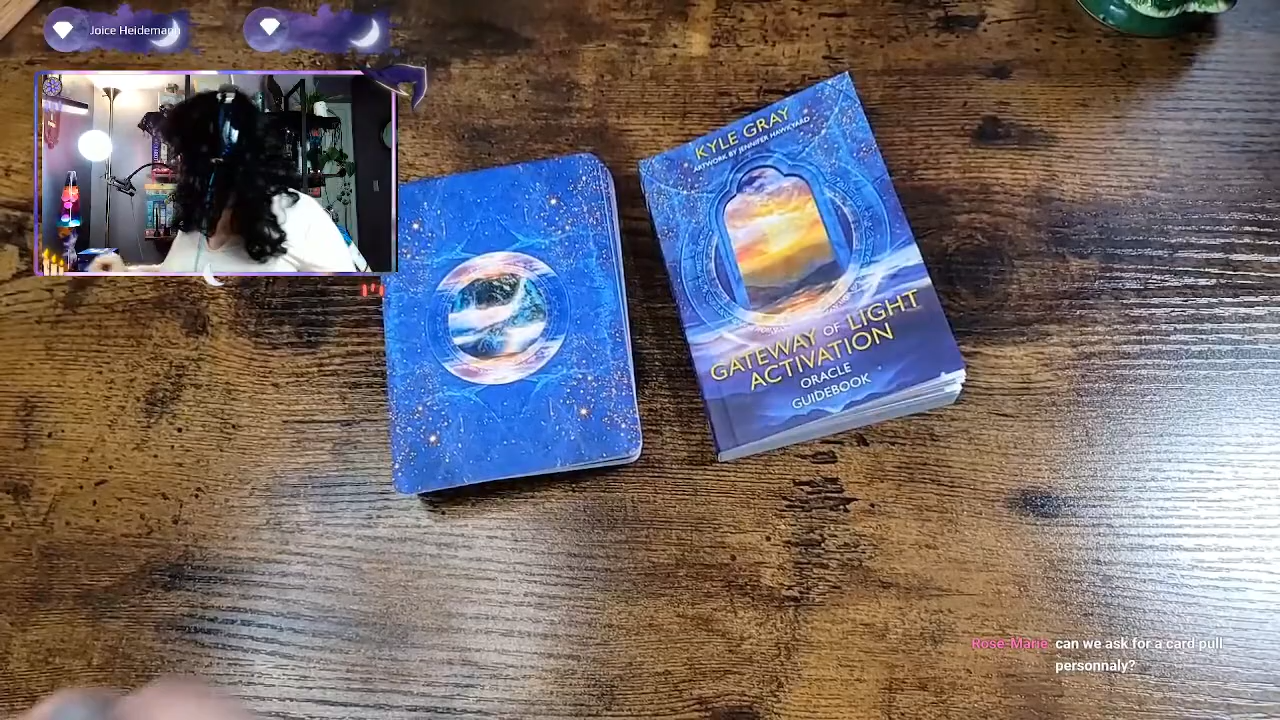 Joice Heidemann
KYLE GRAY
ARTWORK BY JENNIFER HAWKYARD
GATEWAY OF LIGHT
ACTIVATION
ORACLE
GUIDEBOOK
Rose-Marie can we ask for a card pull
personnaly?